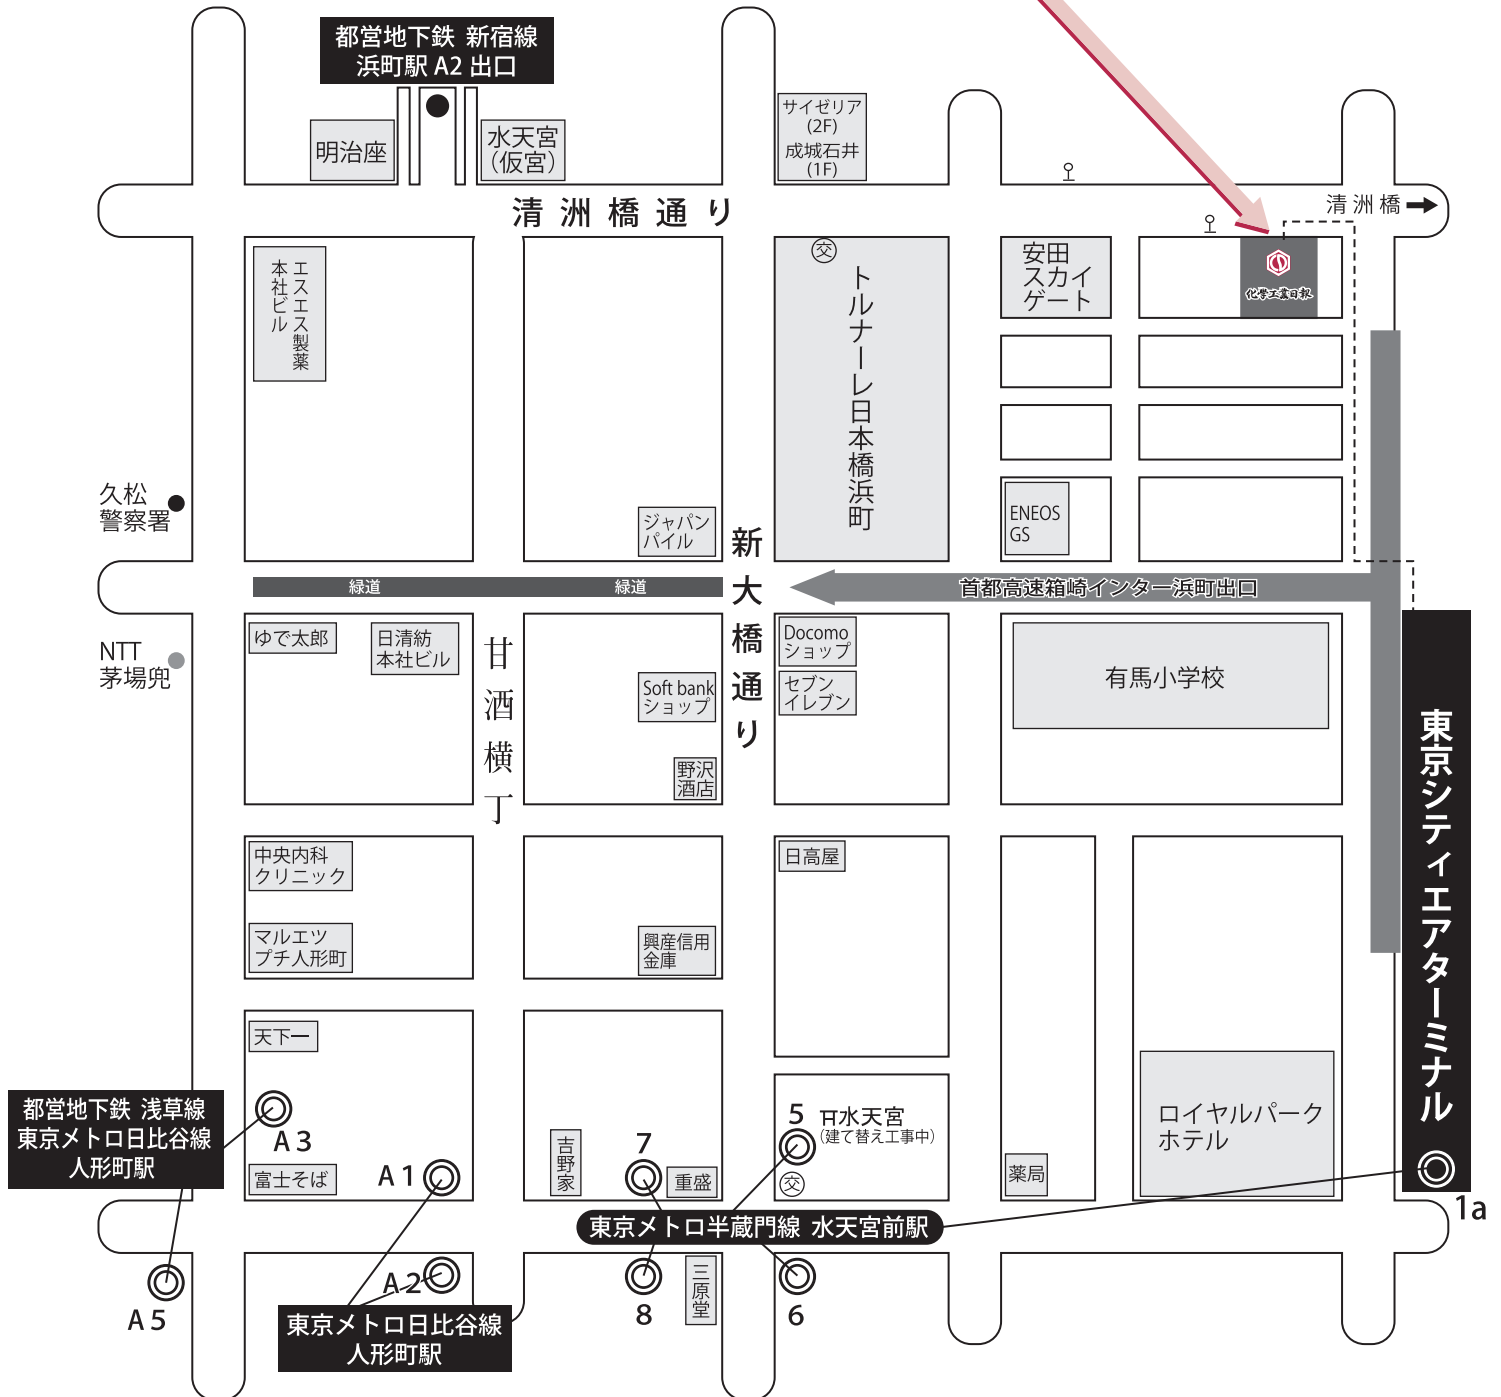 都営地下鉄 新宿線
浜町駅 A2 出口
明治座
水天宮
（仮宮）
サイゼリア
(2F)
成城石井
(1F)
清洲橋通り
清洲橋
エスエス製薬
本社ビル
交
トルナーレ日本橋浜町
安田
スカイ
ゲート
化学工業日報
久松
警察署
ジャパン
パイル
ENEOS
GS
新大橋通り
緑道
緑道
首都高速箱崎インター浜町出口
NTT
茅場兜
ゆで太郎
日清紡
本社ビル
甘酒横丁
Soft bank
ショップ
野沢
酒店
Docomo
ショップ
セブン
イレブン
有馬小学校
東京シティエアターミナル
中央内科
クリニック
マルエツ
プチ人形町
興産信用
金庫
日高屋
天下一
都営地下鉄 浅草線
東京メトロ日比谷線
人形町駅
A 3
富士そば
A 1
吉野家
7
重盛
5
水天宮
（建て替え工事中）
交
薬局
ロイヤルパーク
ホテル
1a
東京メトロ半蔵門線 水天宮前駅
A 5
A 2
8
三原堂
6
東京メトロ日比谷線
人形町駅